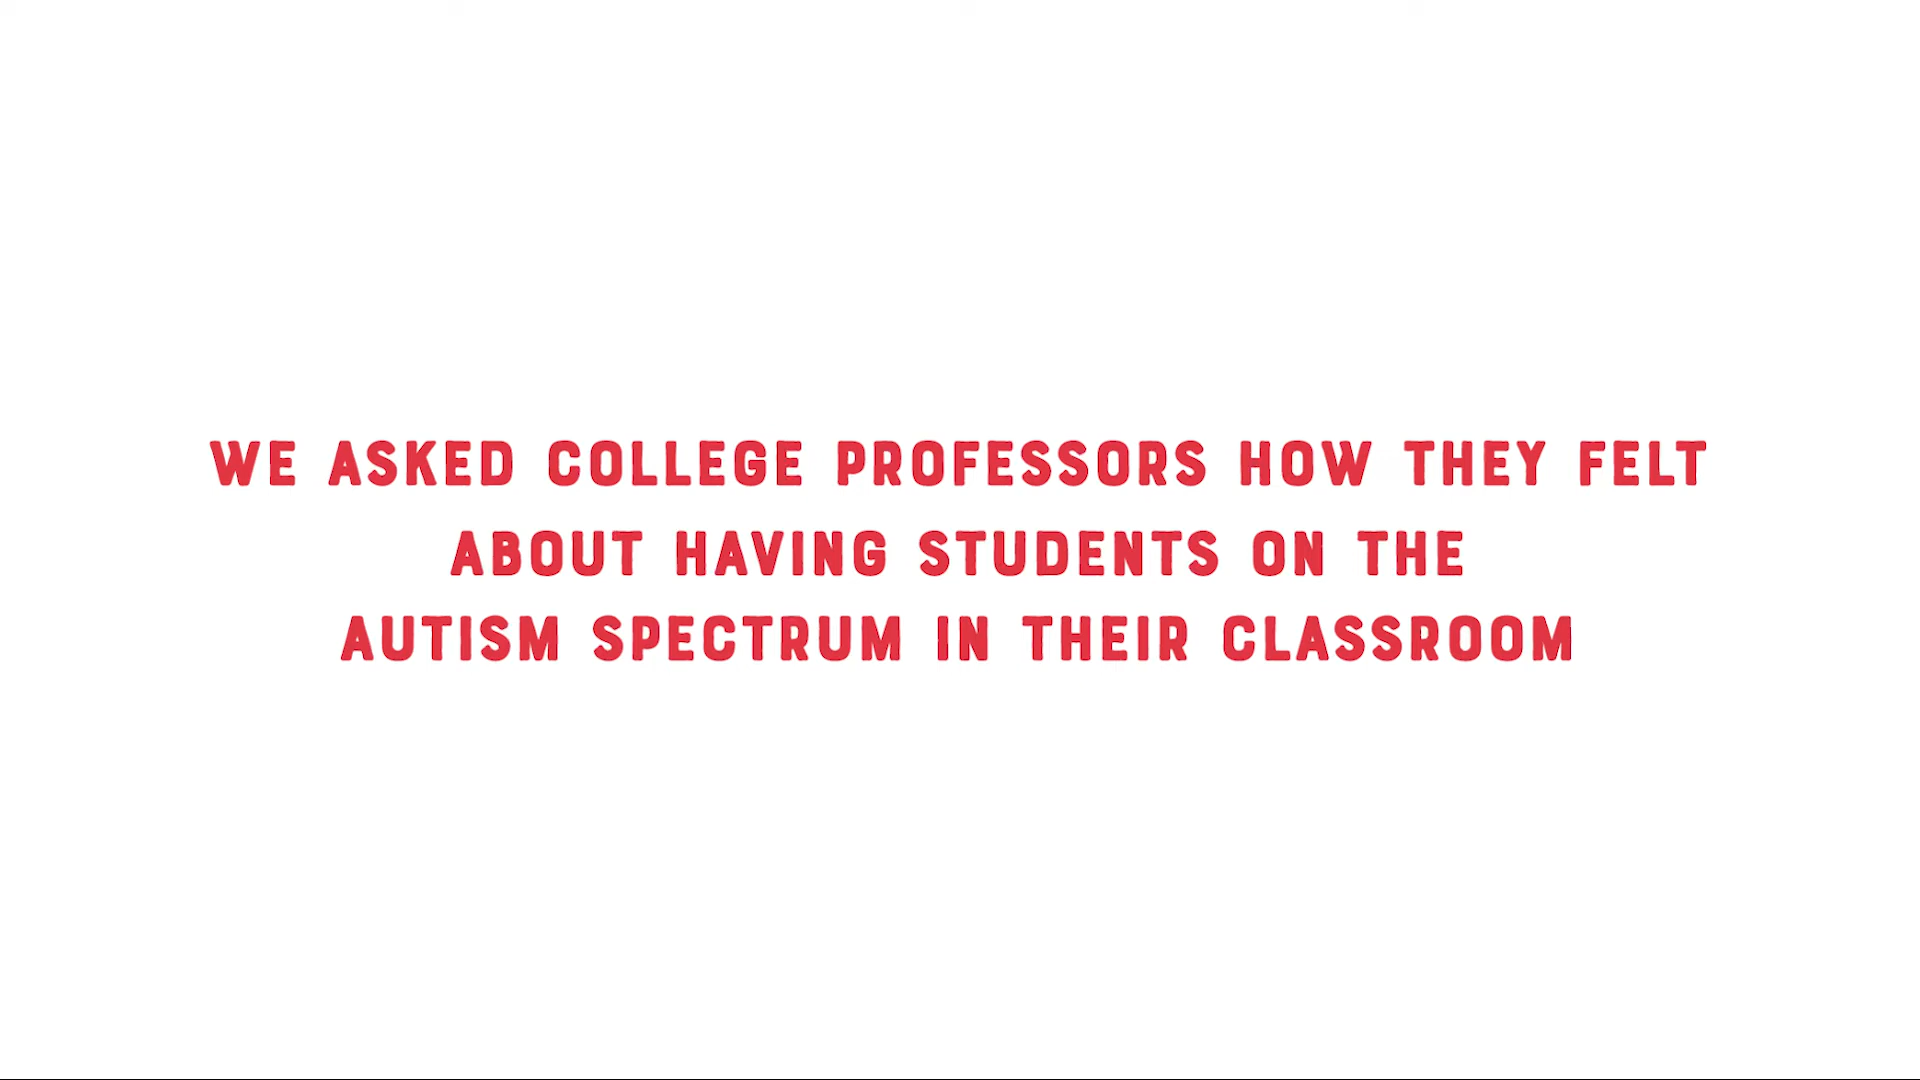 WE ASKED COLLEGE PROFESSORS HOW THEY FELT
ABOUT HAVING STUDENTS ON THE
AUTISM SPECTRUM IN THEIR CLASSROOM